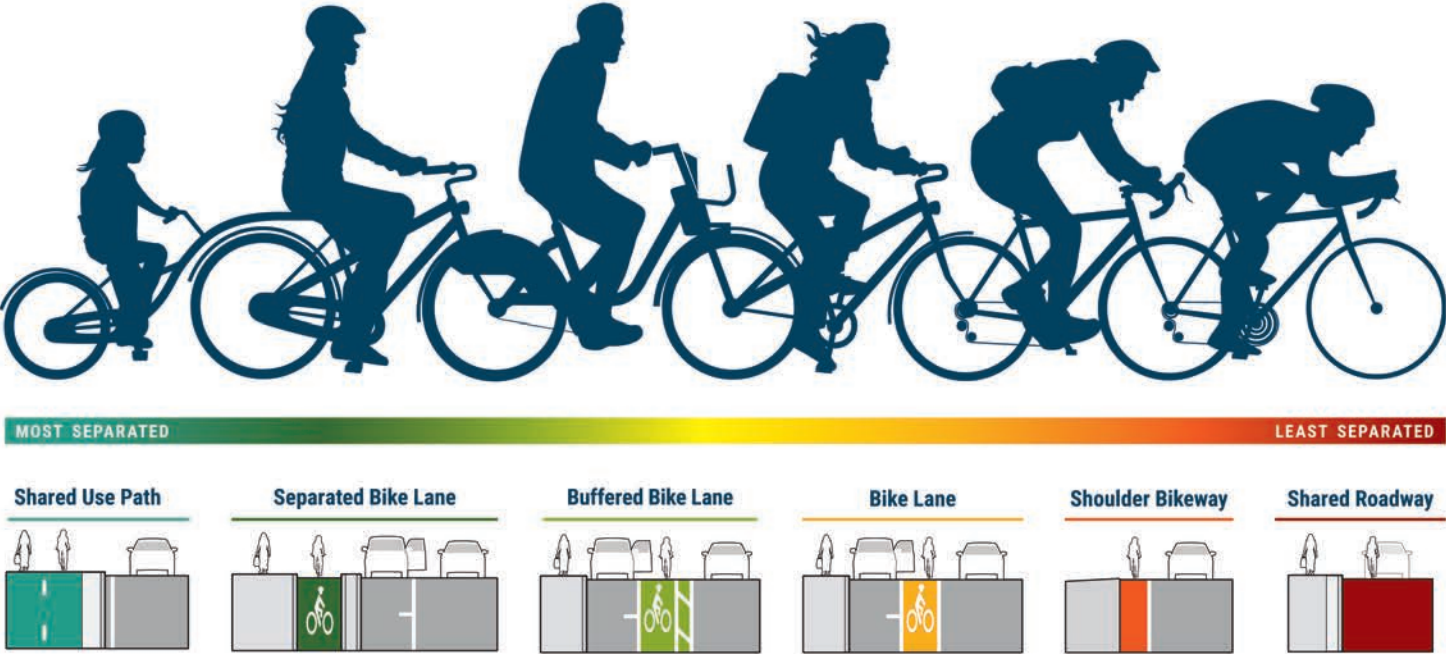 MOST SEPARATED
LEAST SEPARATED
Shared Use Path
Separated Bike Lane
Buffered Bike Lane
Bike Lane
Shoulder Bikeway
Shared Roadway